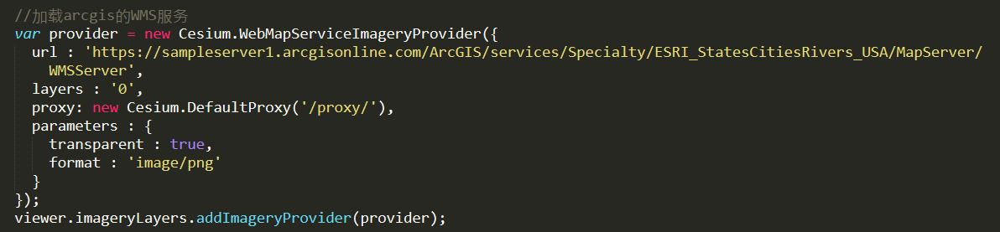 //加载arcgis的WMS服务
var provider = new Cesium.WebMapServiceImageryProvider({
  url : 'https://sampleserver1.arcgisonline.com/ArcGIS/services/Specialty/ESRI_StatesCitiesRivers_USA/MapServer/
    WMSServer',
  layers : '0',
  proxy: new Cesium.DefaultProxy('/proxy/'),
  parameters : {
    transparent : true,
    format : 'image/png'
  }
});
viewer.imageryLayers.addImageryProvider(provider);